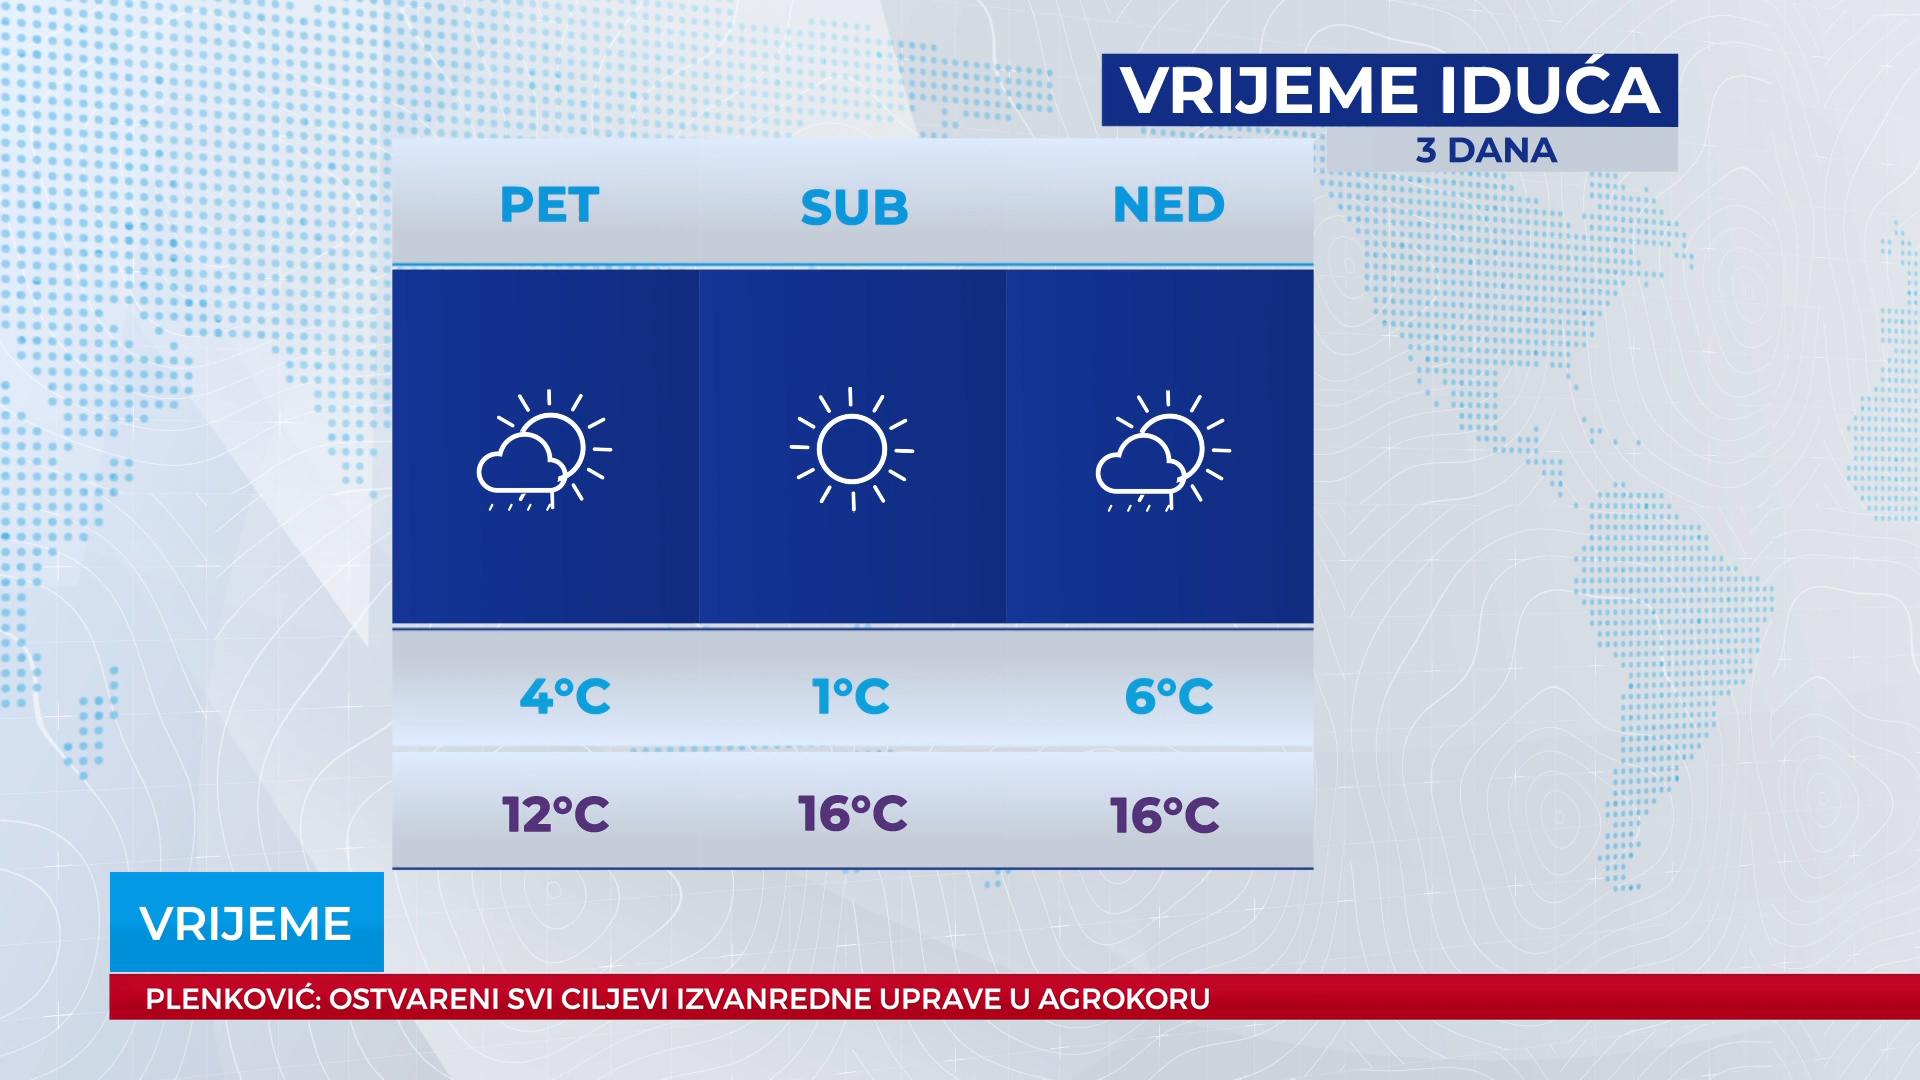 VRIJEME IDUĆA
3 DANA
PET SUB NED
4°C 1°C 6°C
12°C 16°C 16°C
VRIJEME
PLENKOVIĆ: OSTVARENI SVI CILJEVI IZVANREDNE UPRAVE U AGROKORU